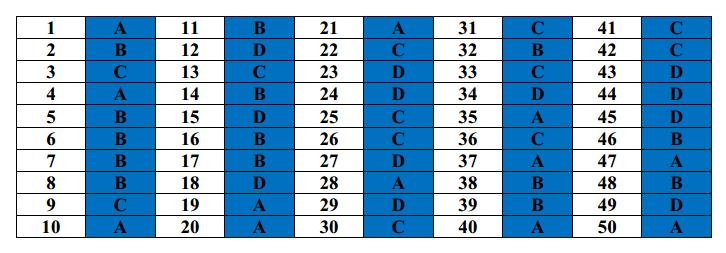 1 A 11 B 21 A 31 C 41 C
2 B 12 D 22 C 32 B 42 C
3 C 13 C 23 D 33 C 43 D
4 A 14 B 24 D 34 D 44 D
5 B 15 D 25 C 35 A 45 D
6 B 16 B 26 C 36 C 46 B
7 B 17 B 27 D 37 A 47 A
8 B 18 D 28 A 38 B 48 B
9 C 19 A 29 D 39 B 49 D
10 A 20 A 30 C 40 A 50 A